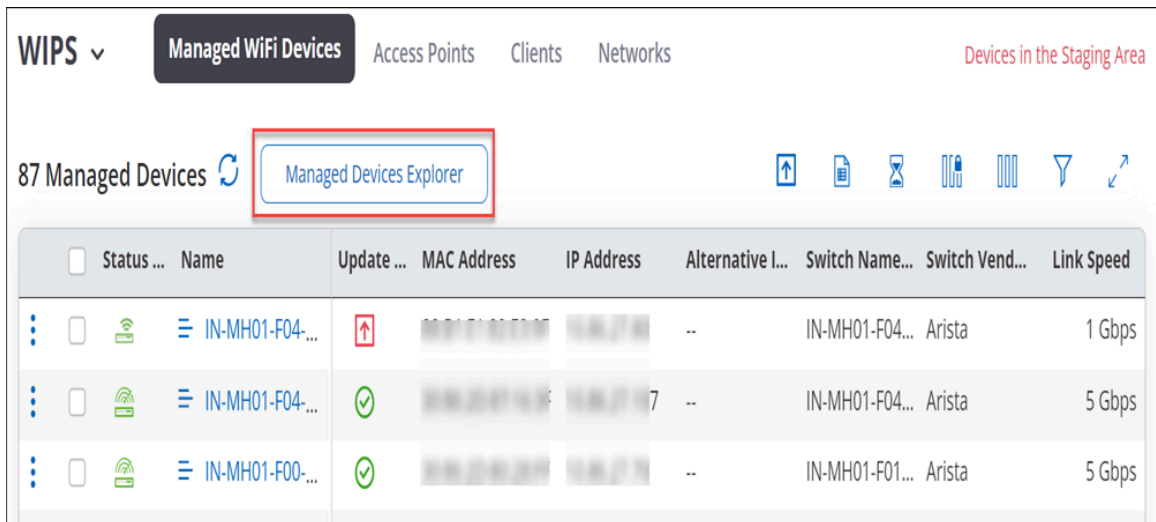 WIPS Managed WiFi Devices Access Points Clients Networks Devices in the Staging Area
87 Managed Devices Managed Devices Explorer
Status ... Name Update ... MAC Address IP Address Alternative I... Switch Name... Switch Vend... Link Speed
IN-MH01-F04-... -- IN-MH01-F04... Arista 1 Gbps
IN-MH01-F04-... 7 -- IN-MH01-F04... Arista 5 Gbps
IN-MH01-F00-... -- IN-MH01-F01... Arista 5 Gbps